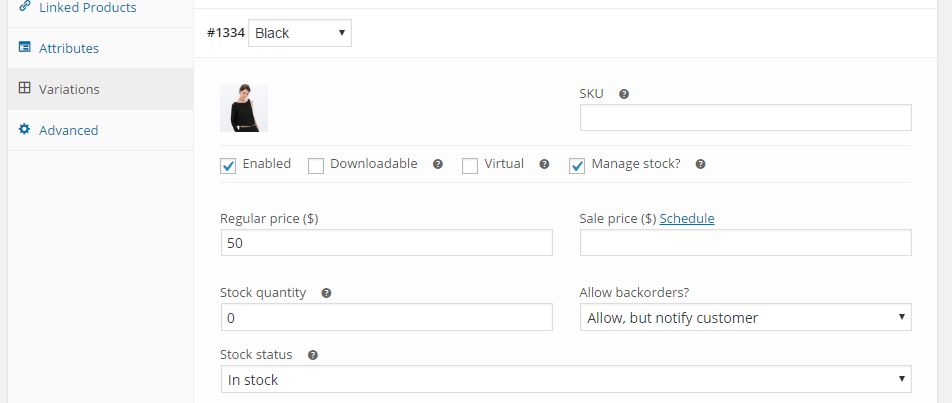 Linked Products
#1334 Black
Attributes
Variations
SKU
Advanced
Enabled Downloadable Virtual Manage stock?
Regular price ($) Sale price ($) Schedule
50
Stock quantity Allow backorders?
0 Allow, but notify customer
Stock status
In stock